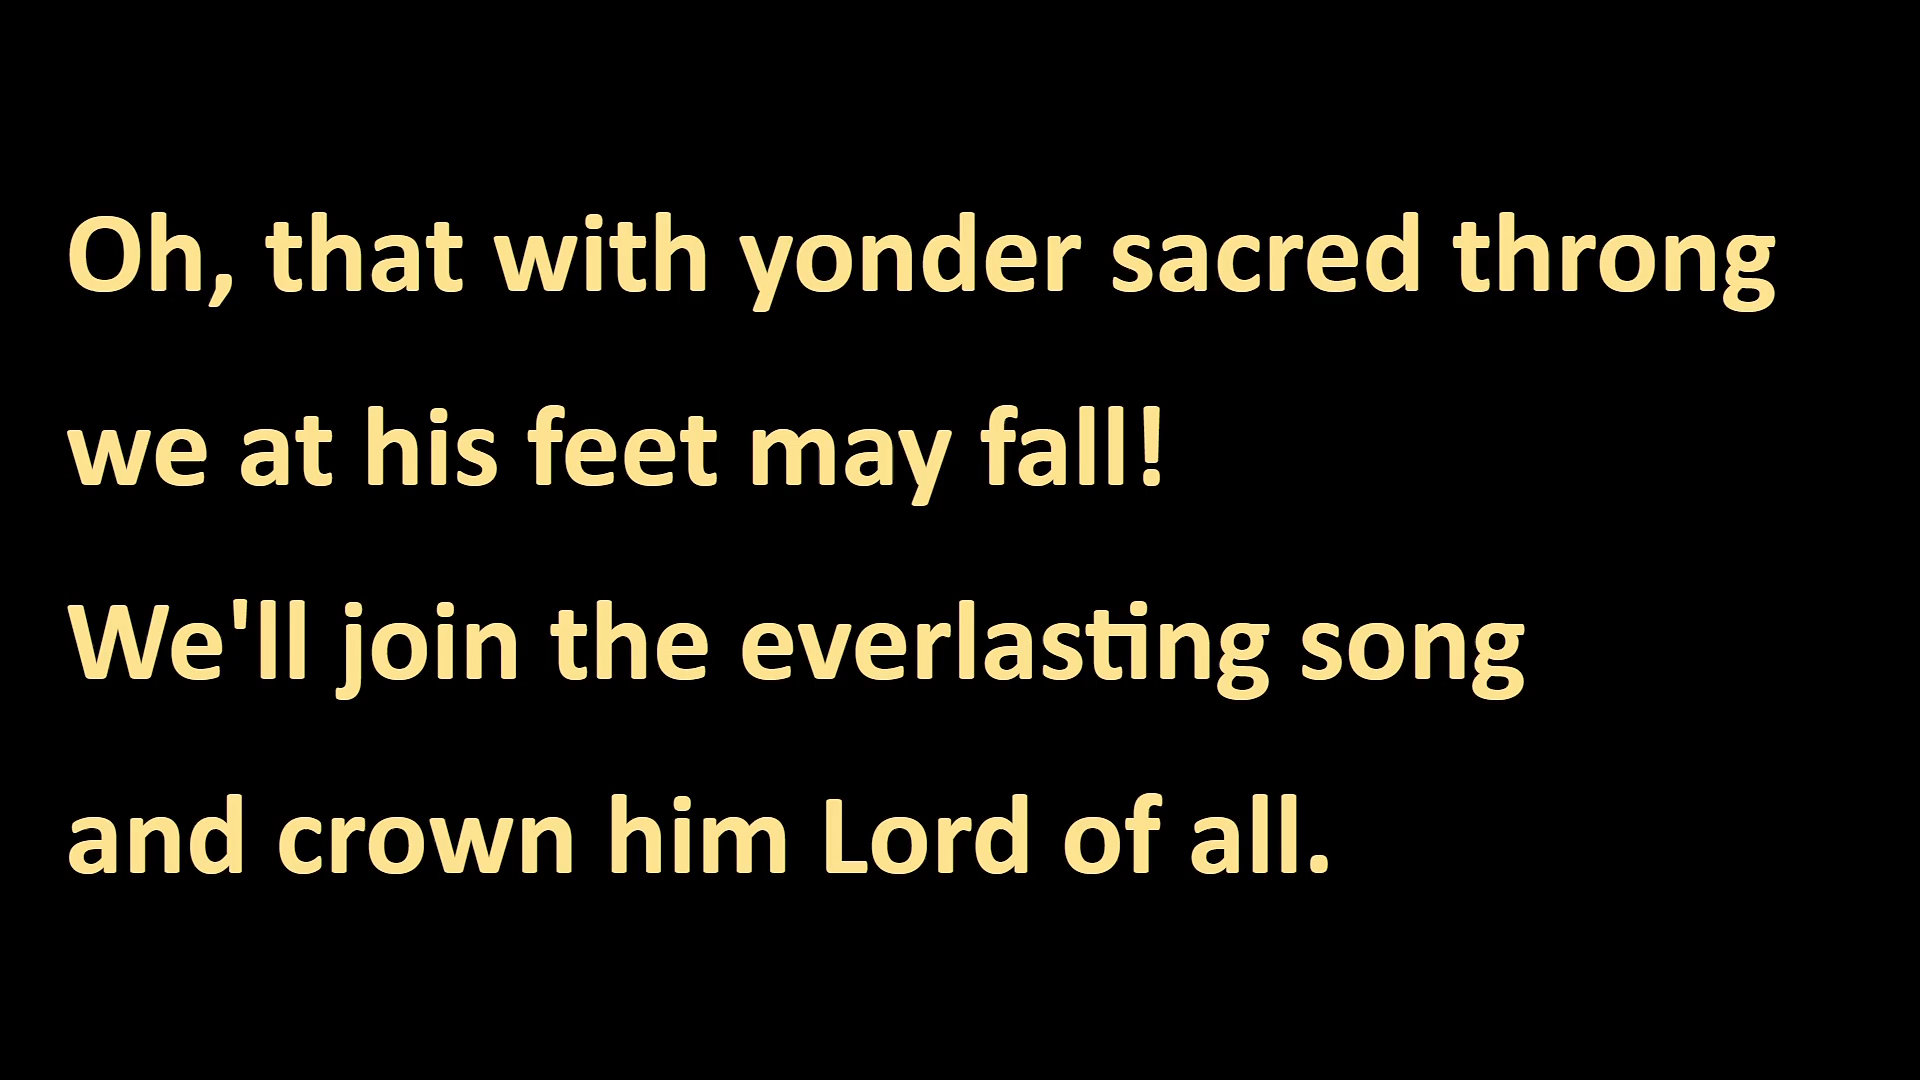 Oh, that with yonder sacred throng
we at his feet may fall!
We'll join the everlasting song
and crown him Lord of all.